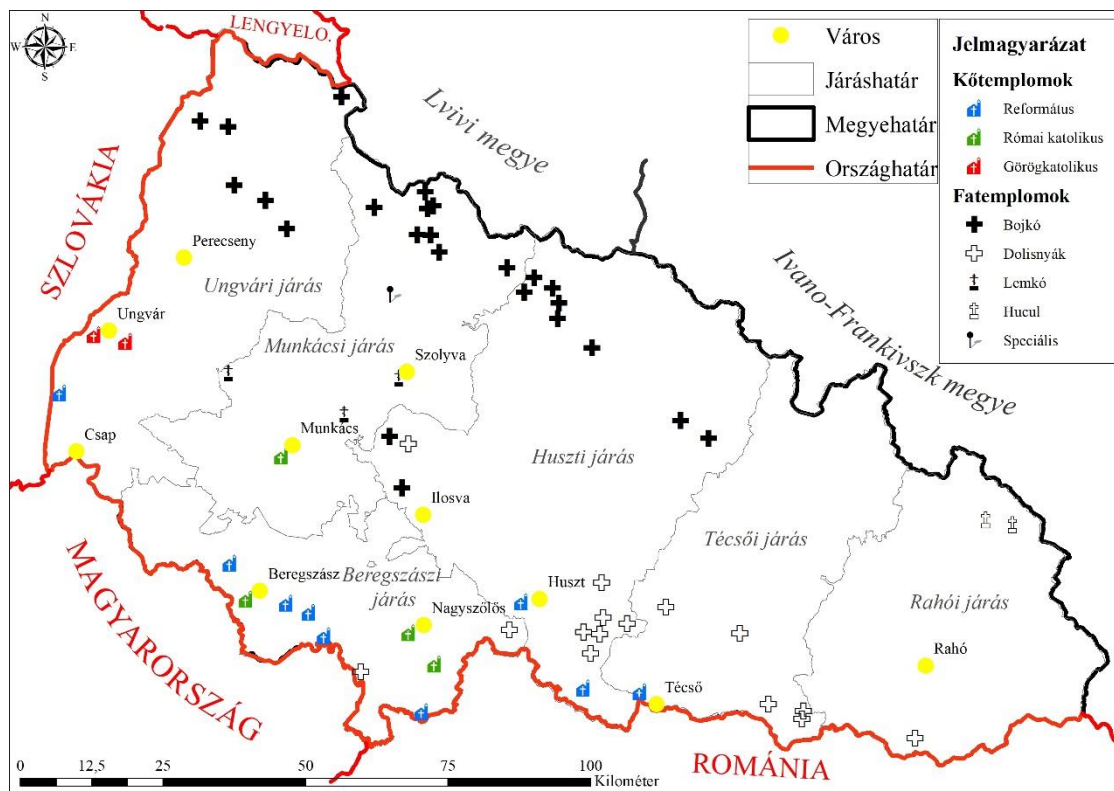 N
W E
S
LENGYELO.
Lvivi megye
SZLOVÁKIA
Perecseny
Ungvári járás
Ungvár
Munkácsi járás
Szolyva
Ivano-Frankivszk megye
Csap
Munkács
Huszti járás
Ilosva
Técsői járás
MAGYARORSZÁG
Beregszász
Beregszászi
járás
Huszt
Nagyszőlős
Rahói járás
Rahó
Técső
ROMÁNIA
0 12,5 25 50 75 100
Kilométer
Város
Járáshatár
Megyehatár
Országhatár
Jelmagyarázat
Kőtemplomok
Református
Római katolikus
Görögkatolikus
Fatemplomok
Bojkó
Dolisnyák
Lemkó
Hucul
Speciális